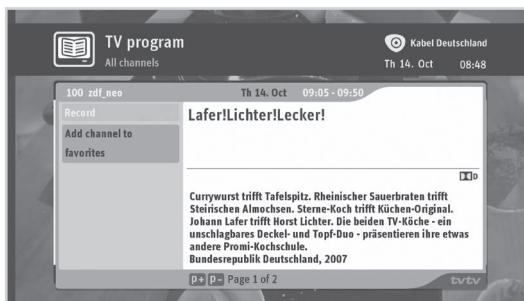 TV program
All channels
Kabel Deutschland
Th 14. Oct 08:48
100 zdf_neo Th 14. Oct 09:05 - 09:50
Record
Add channel to
favorites
Lafer!Lichter!Lecker!
D
Currywurst trifft Tafelspitz. Rheinischer Sauerbraten trifft
Steirischen Almochsen. Sterne-Koch trifft Küchen-Original.
Johann Lafer trifft Horst Lichter. Die beiden TV-Köche - ein
unschlagbares Deckel- und Topf-Duo - präsentieren ihre etwas
andere Promi-Kochschule.
Bundesrepublik Deutschland, 2007
p+ p- Page 1 of 2
tvtv